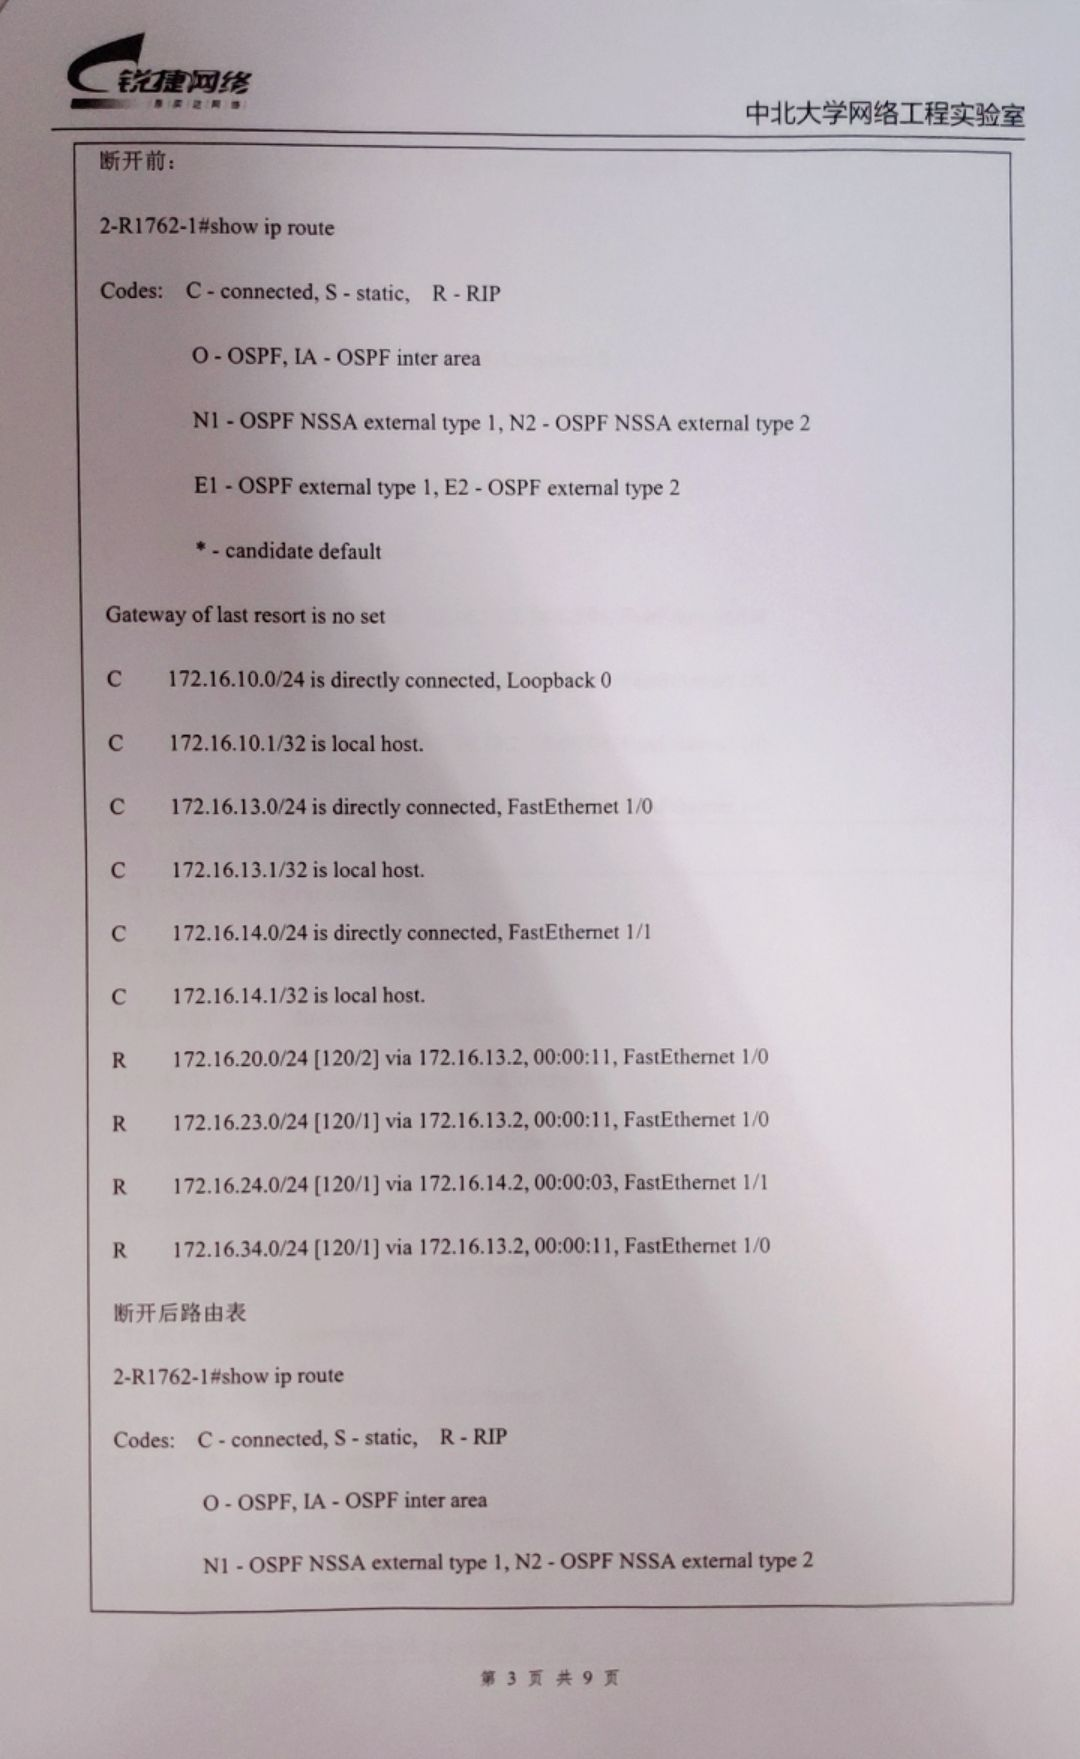 锐捷网络
中北大学网络工程实验室
断开前：
2-R1762-1#show ip route
Codes: C - connected, S - static, R - RIP
O - OSPF, IA - OSPF inter area
N1 - OSPF NSSA external type 1, N2 - OSPF NSSA external type 2
E1 - OSPF external type 1, E2 - OSPF external type 2
* - candidate default
Gateway of last resort is no set
C 172.16.10.0/24 is directly connected, Loopback 0
C 172.16.10.1/32 is local host.
C 172.16.13.0/24 is directly connected, FastEthernet 1/0
C 172.16.13.1/32 is local host.
C 172.16.14.0/24 is directly connected, FastEthernet 1/1
C 172.16.14.1/32 is local host.
R 172.16.20.0/24 [120/2] via 172.16.13.2, 00:00:11, FastEthernet 1/0
R 172.16.23.0/24 [120/1] via 172.16.13.2, 00:00:11, FastEthernet 1/0
R 172.16.24.0/24 [120/1] via 172.16.14.2, 00:00:03, FastEthernet 1/1
R 172.16.34.0/24 [120/1] via 172.16.13.2, 00:00:11, FastEthernet 1/0
断开后路由表
2-R1762-1#show ip route
Codes: C - connected, S - static, R - RIP
O - OSPF, IA - OSPF inter area
N1 - OSPF NSSA external type 1, N2 - OSPF NSSA external type 2
第 3 页 共 9 页